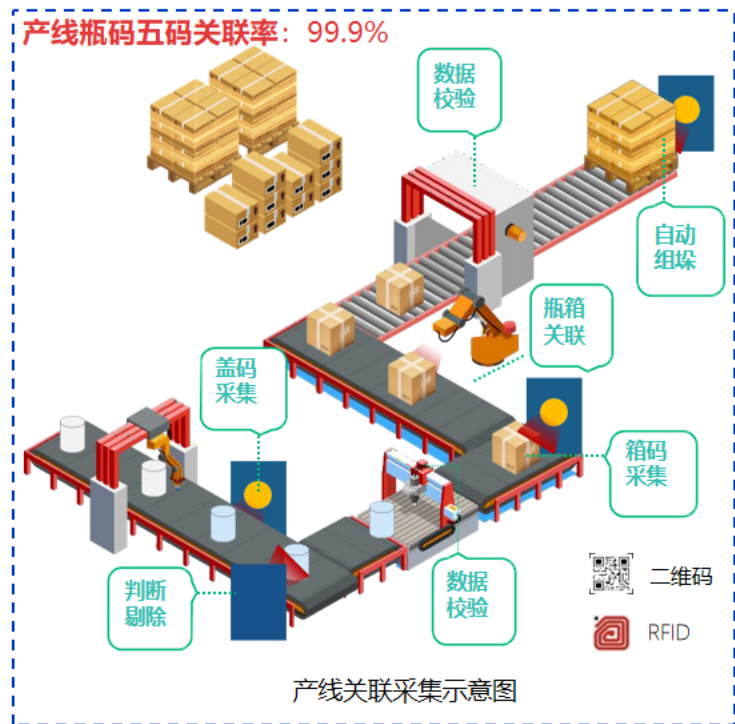 产线瓶码五码关联率：99.9%
数据
校验
自动
组垛
瓶箱
关联
盖码
采集
箱码
采集
判断
剔除
数据
校验
二维码
RFID
产线关联采集示意图